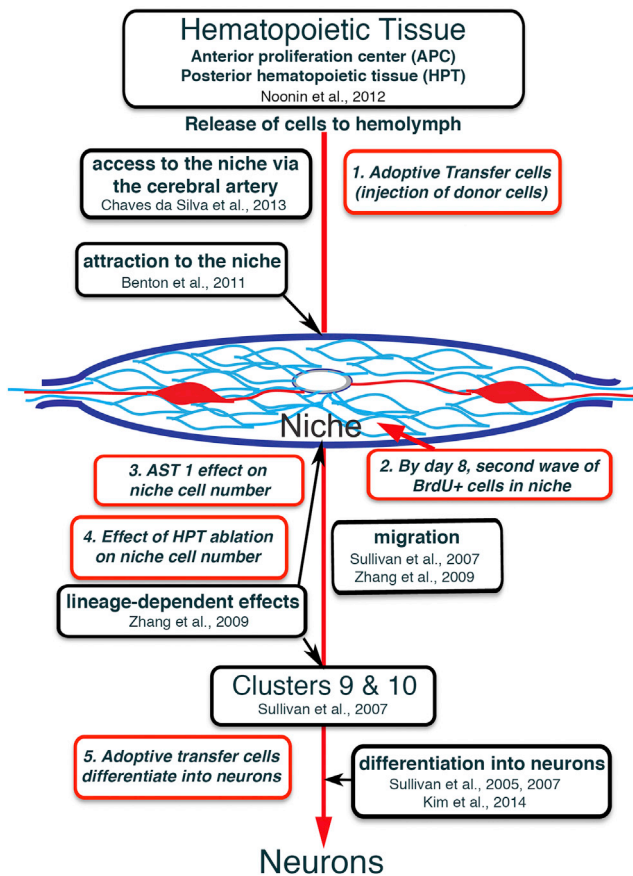 Hematopoietic Tissue
Anterior proliferation center (APC)
Posterior hematopoietic tissue (HPT)
Noonin et al., 2012
Release of cells to hemolymph
access to the niche via
the cerebral artery
Chaves da Silva et al., 2013
1. Adoptive Transfer cells
(injection of donor cells)
attraction to the niche
Benton et al., 2011
Niche
3. AST 1 effect on
niche cell number
2. By day 8, second wave of
BrdU+ cells in niche
4. Effect of HPT ablation
on niche cell number
migration
Sullivan et al., 2007
Zhang et al., 2009
lineage-dependent effects
Zhang et al., 2009
Clusters 9 & 10
Sullivan et al., 2007
5. Adoptive transfer cells
differentiate into neurons
differentiation into neurons
Sullivan et al., 2005, 2007
Kim et al., 2014
Neurons